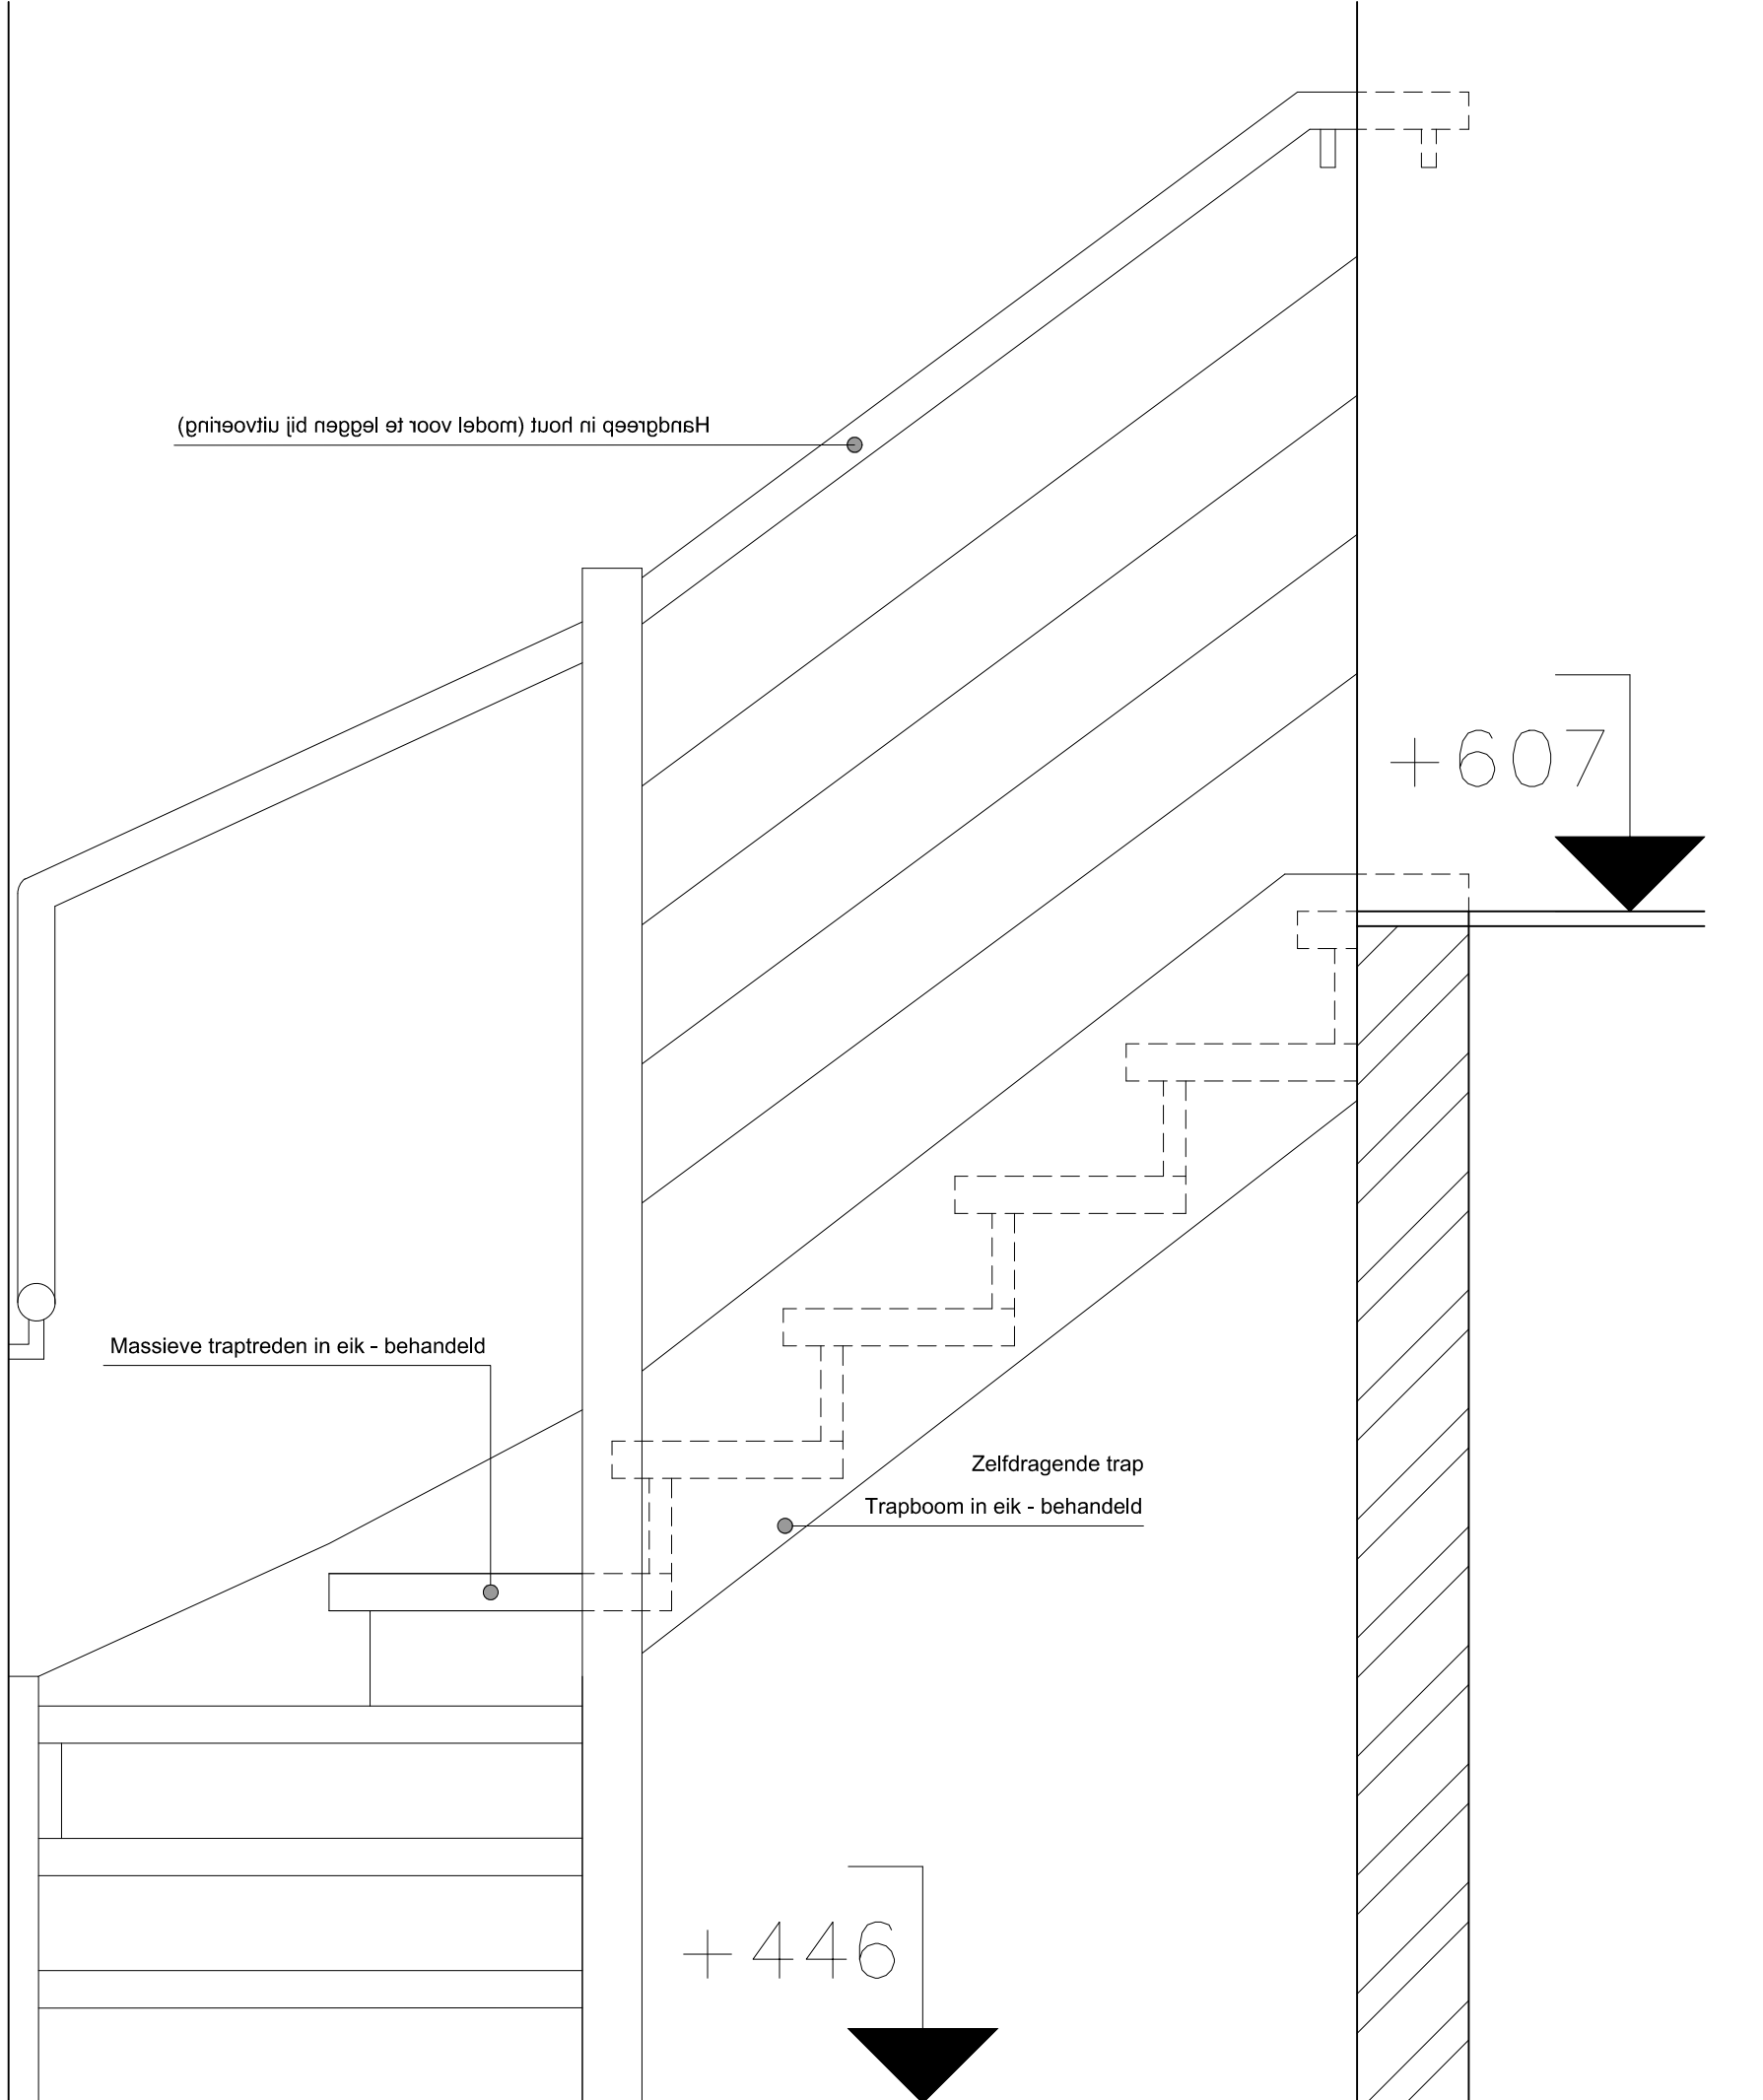 Handgreep in hout (model voor te leggen bij uitvoering)
+607
Massieve traptreden in eik - behandeld
Zelfdragende trap
Trapboom in eik - behandeld
+446